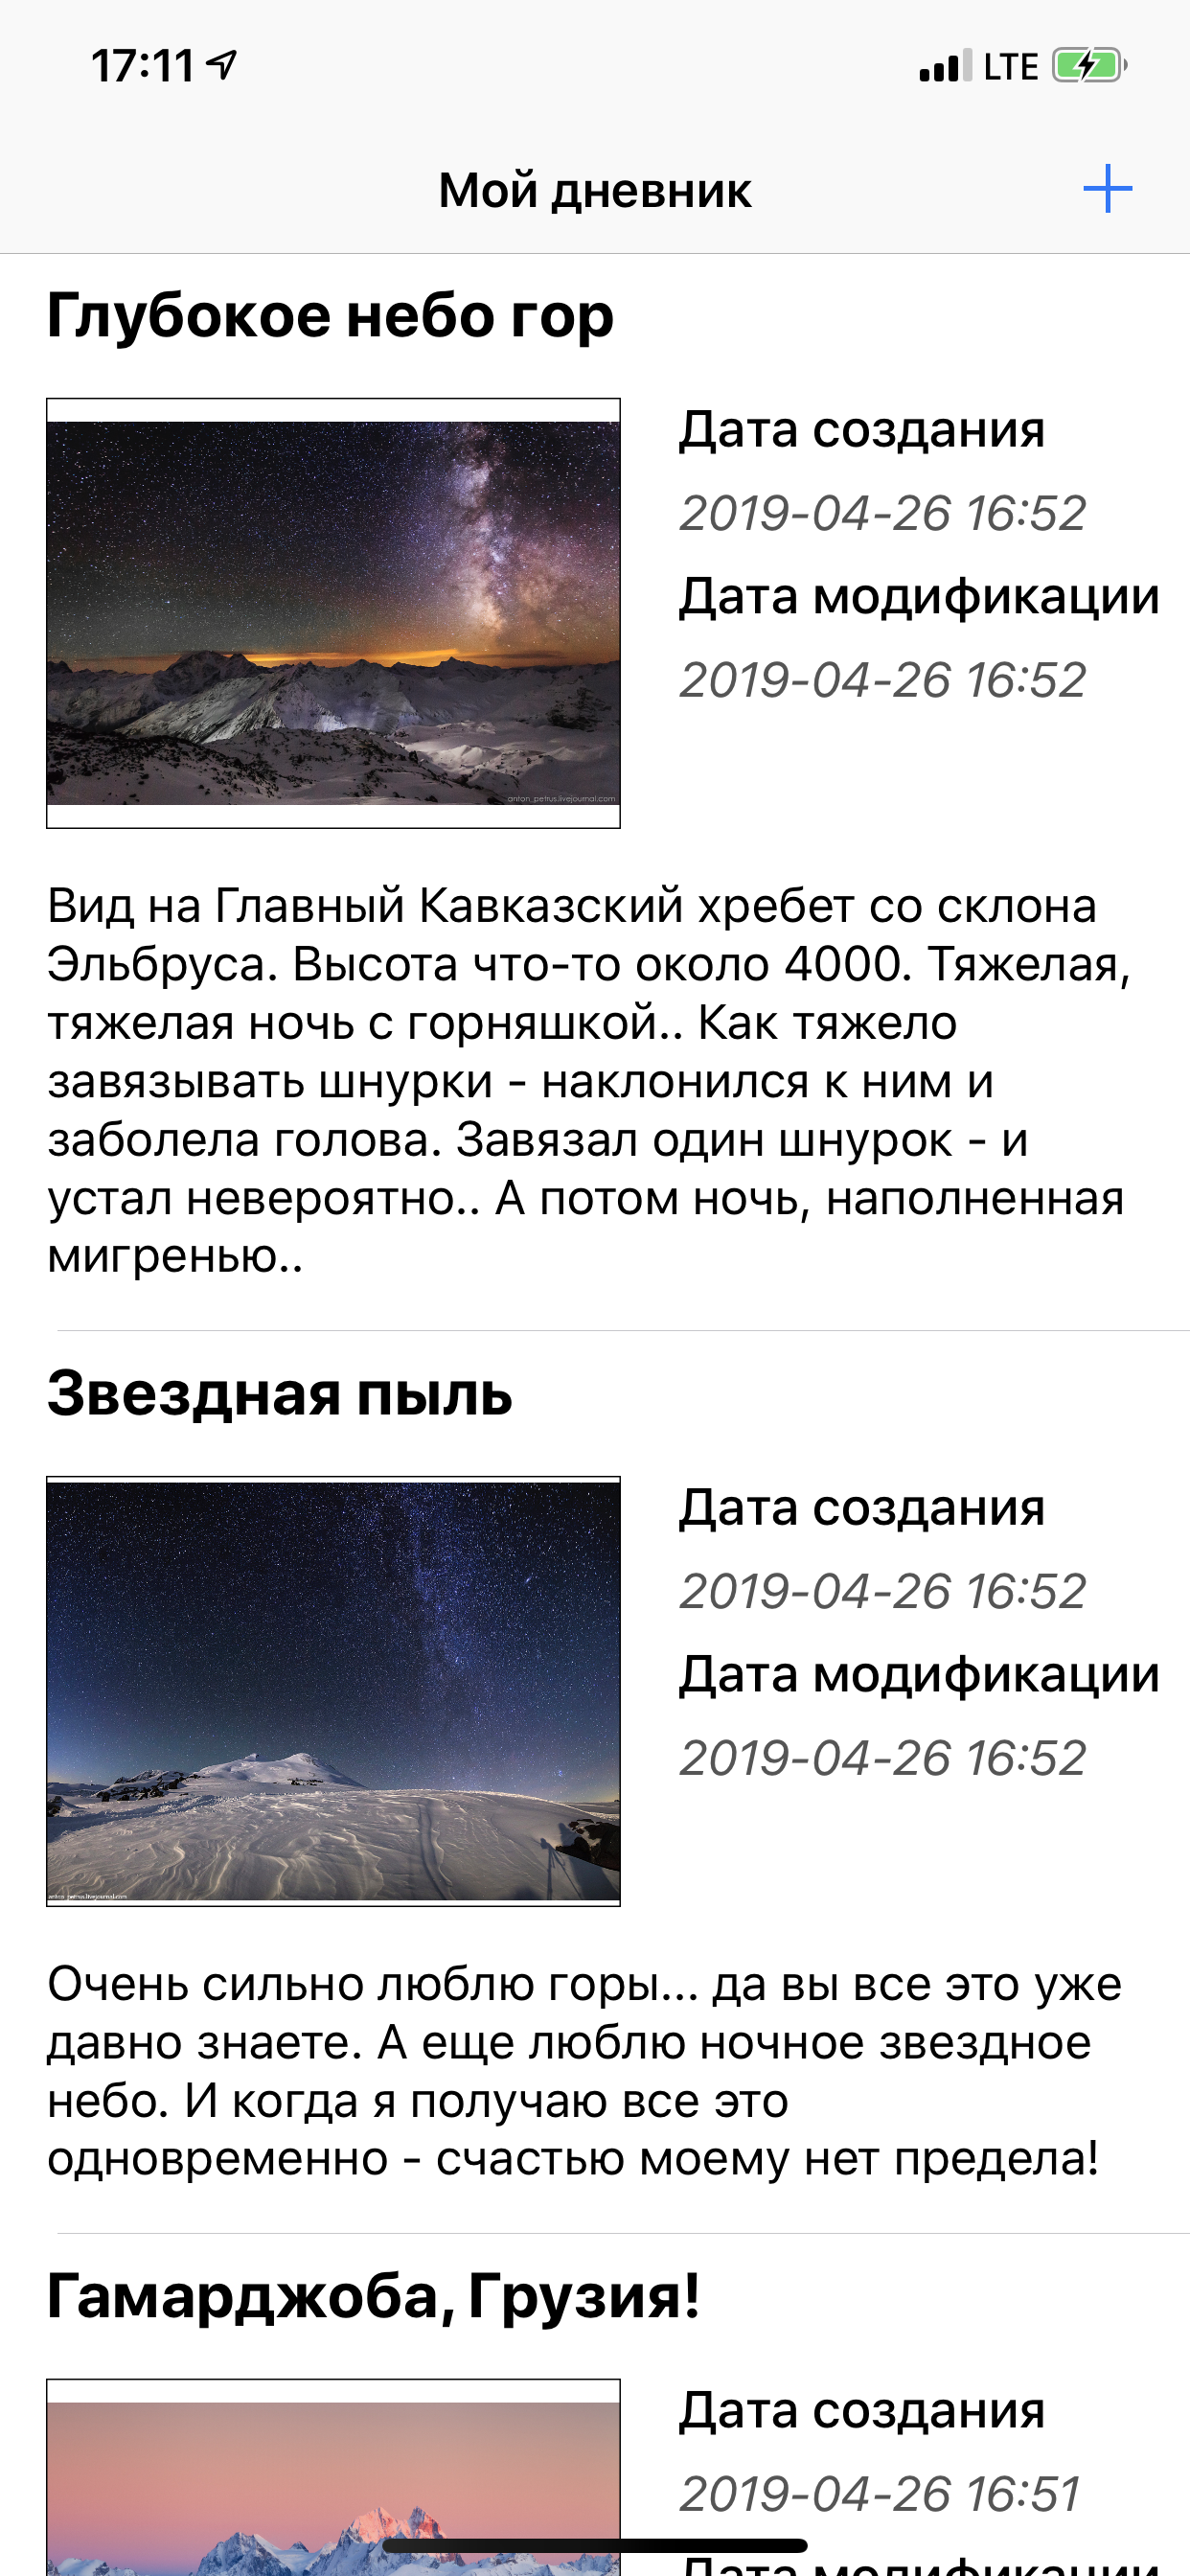 17:11
LTE
Мой дневник
Глубокое небо гор
Дата создания
2019-04-26 16:52
Дата модификации
2019-04-26 16:52
anton_petrus.livejournal.com
Вид на Главный Кавказский хребет со склона
Эльбруса. Высота что-то около 4000. Тяжелая,
тяжелая ночь с горняшкой.. Как тяжело
завязывать шнурки - наклонился к ним и
заболела голова. Завязал один шнурок - и
устал невероятно.. А потом ночь, наполненная
мигренью..
Звездная пыль
Дата создания
2019-04-26 16:52
Дата модификации
2019-04-26 16:52
anton_petrus.livejournal.com
Очень сильно люблю горы... да вы все это уже
давно знаете. А еще люблю ночное звездное
небо. И когда я получаю все это
одновременно - счастью моему нет предела!
Гамарджоба, Грузия!
Дата создания
2019-04-26 16:51
Дата модификации